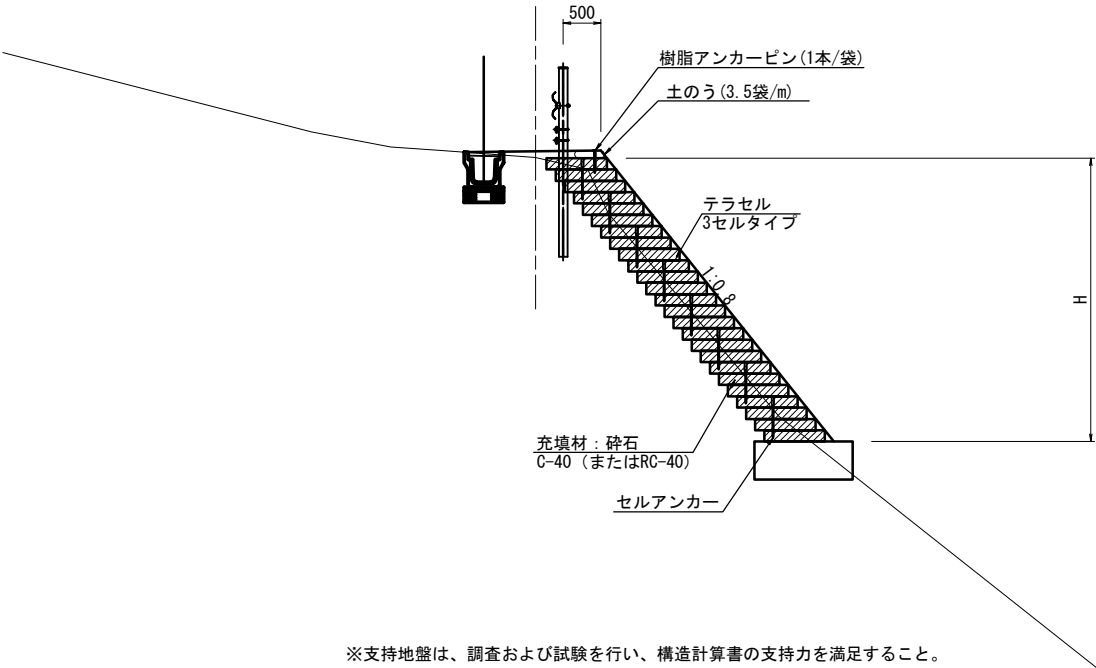 500
樹脂アンカーピン(1本/袋)
土のう(3.5袋/m)
テラセル
3セルタイプ
1:0.8
H
充填材：砕石
C-40（またはRC-40）
セルアンカー
※支持地盤は、調査および試験を行い、構造計算書の支持力を満足すること。